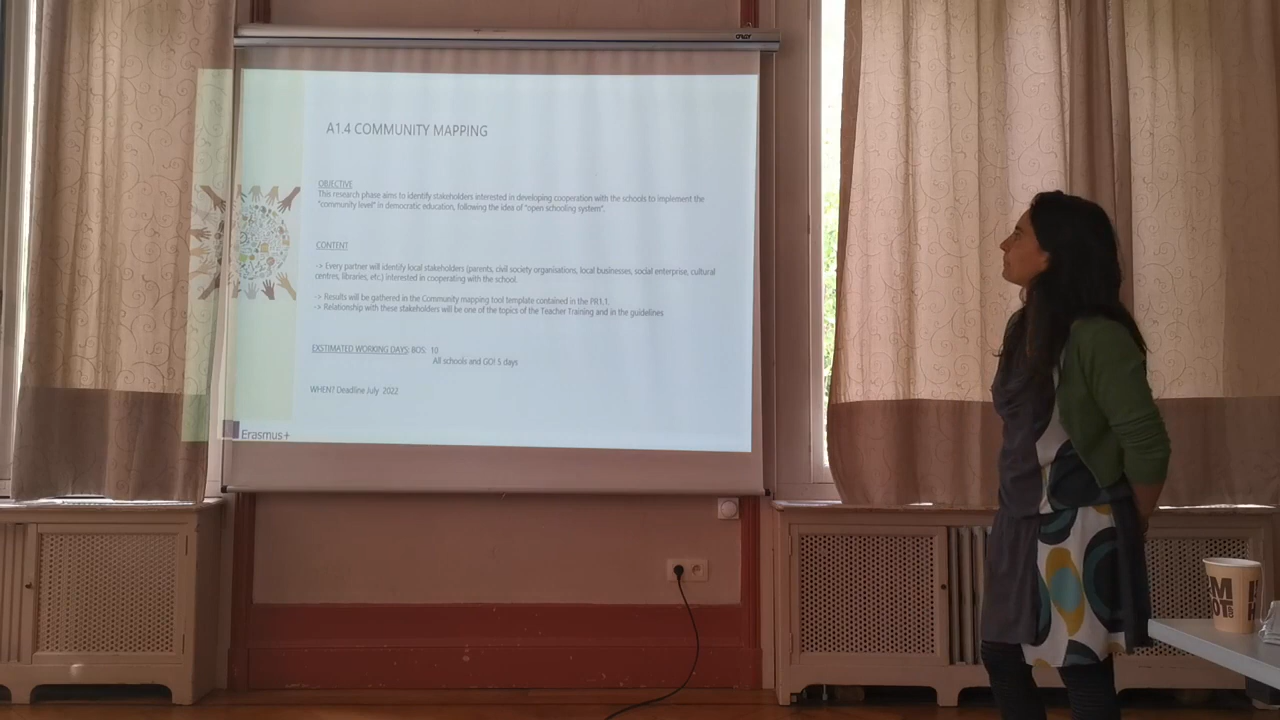 ORAY
A1.4 COMMUNITY MAPPING
OBJECTIVE
This research phase aims to identify stakeholders interested in developing cooperation with the schools to implement the
"community level" in democratic education, following the idea of "open schooling system".
CONTENT
-> Every partner will identify local stakeholders (parents, civil society organisations, local businesses, social enterprise, cultural
centres, libraries, etc.) interested in cooperating with the school.
-> Results will be gathered in the Community mapping tool template contained in the PR1.1.
-> Relationship with these stakeholders will be one of the topics of the Teacher Training and in the guidelines
EXSTIMATED WORKING DAYS: BOS: 10
All schools and GO! 5 days
WHEN? Deadline July 2022
Erasmus+